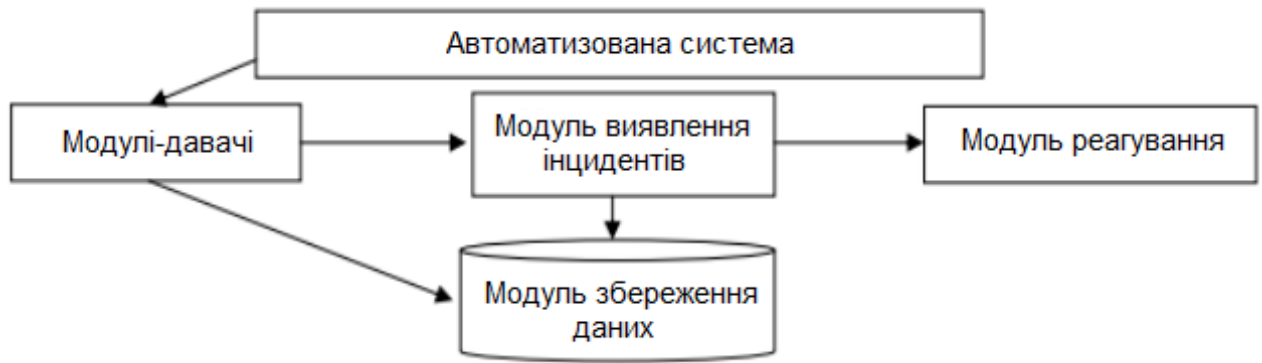 Автоматизована система
Модулі-давачі
Модуль виявлення
інцидентів
Модуль реагування
Модуль збереження
даних